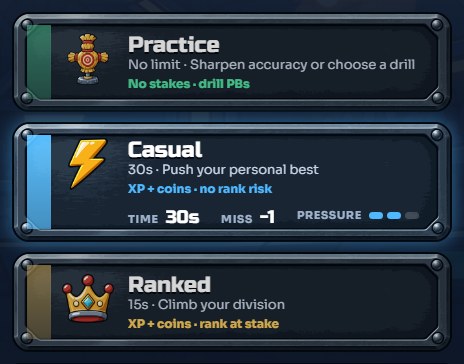 Practice
No limit · Sharpen accuracy or choose a drill
No stakes · drill PBs
Casual
30s · Push your personal best
XP + coins · no rank risk
TIME 30s MISS -1 PRESSURE
Ranked
15s · Climb your division
XP + coins · rank at stake